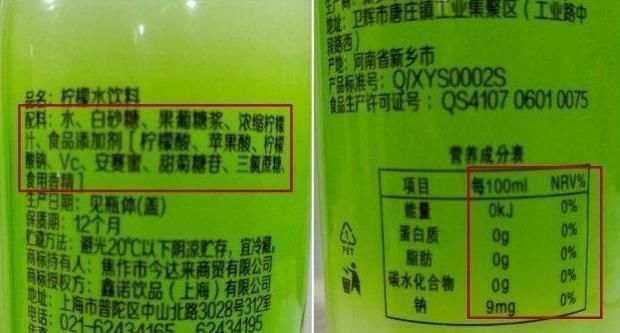 品名：柠檬水饮料
配料：水、白砂糖、果葡糖浆、浓缩柠檬
汁、食品添加剂[柠檬酸、苹果酸、柠檬
酸钠、Vc、安赛蜜、甜菊糖苷、三氯蔗糖、
食用香精]
生产日期：见瓶体(盖)
保质期：12个月
贮藏方法：避光20℃以下阴凉贮存，宜冷藏。
商标持有人：焦作市今达来商贸有限公司
商标授权方：鑫诺饮品（上海）有限公司
地址：上海市普陀区中山北路3028号312室
电话：021-62434165 62434195
地址：卫辉市唐庄镇工业集聚区（工业路中
段路西）
产地：河南省新乡市
产品标准号：Q/XYS0002S
食品生产许可证号：QS4107 0601 0075
营养成分表
项目 每100ml NRV%
能量 0kJ 0%
蛋白质 0g 0%
脂肪 0g 0%
碳水化合物 0g 0%
钠 9mg 0%
PET